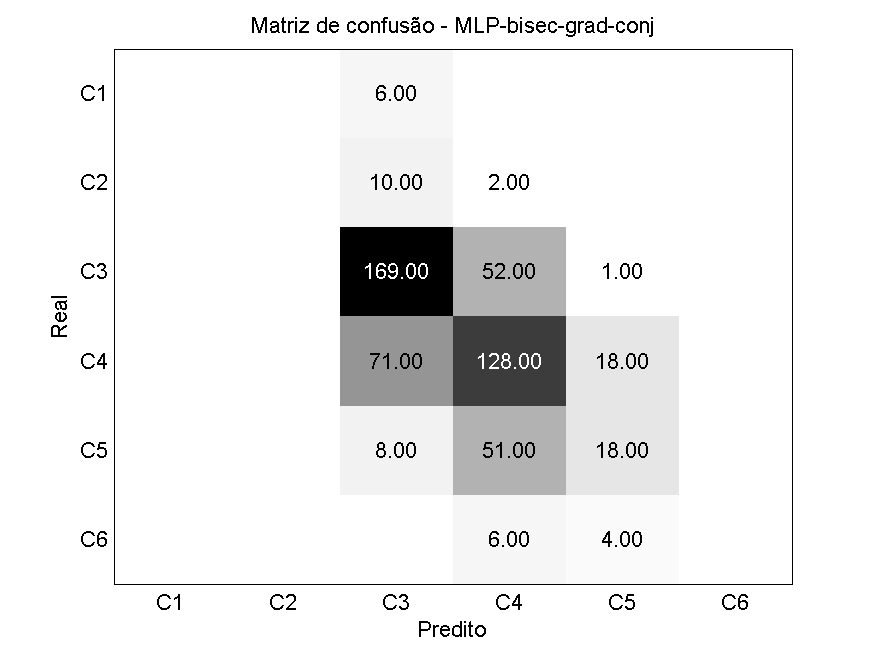 Matriz de confusão - MLP-bisec-grad-conj
C1 6.00
C2 10.00 2.00
C3 169.00 52.00 1.00
Real
C4 71.00 128.00 18.00
C5 8.00 51.00 18.00
C6 6.00 4.00
C1 C2 C3 C4 C5 C6
Predito